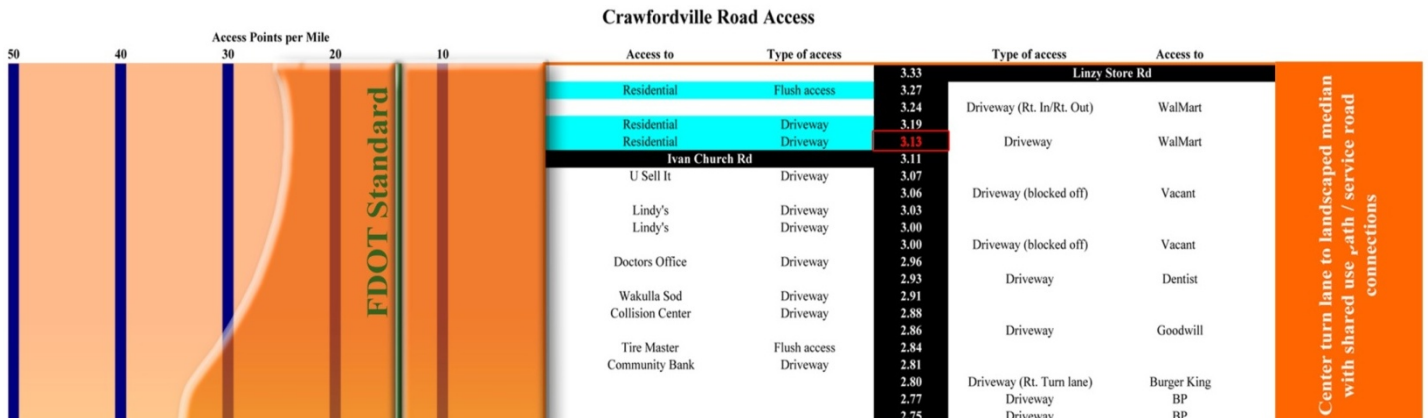 Crawfordville Road Access
Access Points per Mile
50 40 30 20 10
Access to Type of access Type of access Access to
FDOT Standard
3.33 Linzy Store Rd
Residential Flush access 3.27
3.24 Driveway (Rt. In/Rt. Out) WalMart
Residential Driveway 3.19
Residential Driveway 3.13 Driveway WalMart
Ivan Church Rd 3.11
U Sell It Driveway 3.07
3.06 Driveway (blocked off) Vacant
Lindy's Driveway 3.03
Lindy's Driveway 3.00
3.00 Driveway (blocked off) Vacant
Doctors Office Driveway 2.96
2.93 Driveway Dentist
Wakulla Sod Driveway 2.91
Collision Center Driveway 2.88
2.86 Driveway Goodwill
Tire Master Flush access 2.84
Community Bank Driveway 2.81
2.80 Driveway (Rt. Turn lane) Burger King
2.77 Driveway BP
2.75 Driveway BP
Center turn lane to landscaped median
with shared use path / service road
connections